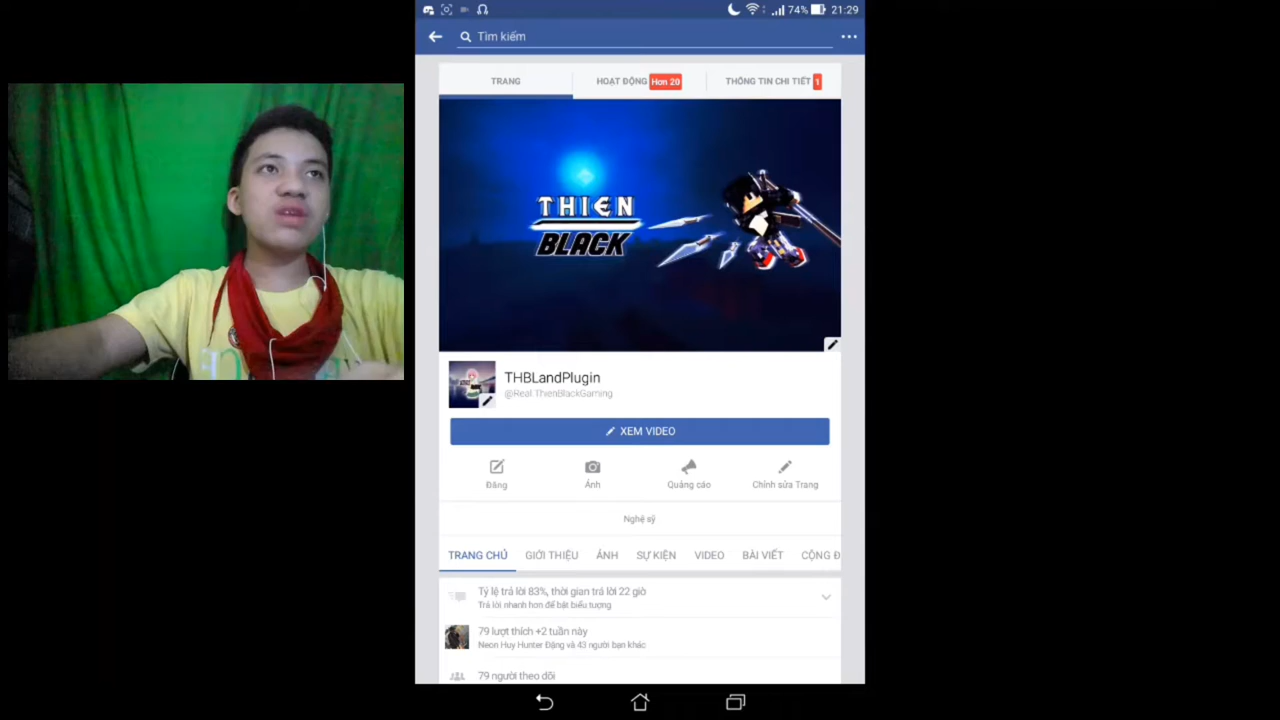 74% 21:29
Tìm kiếm
TRANG
HOẠT ĐỘNG Hơn 20
THÔNG TIN CHI TIẾT 1
THIEN
BLACK
THBLandPlugin
@Real ThienBlackGaming
XEM VIDEO
Đăng
Ảnh
Quảng cáo
Chỉnh sửa Trang
Nghệ sỹ
TRANG CHỦ GIỚI THIỆU ẢNH SỰ KIỆN VIDEO BÀI VIẾT CỘNG Đ
Tỷ lệ trả lời 83%, thời gian trả lời 22 giờ
Trả lời nhanh hơn để bật biểu tượng
79 lượt thích +2 tuần này
Neon Huy Hunter Đặng và 43 người bạn khác
79 người theo dõi